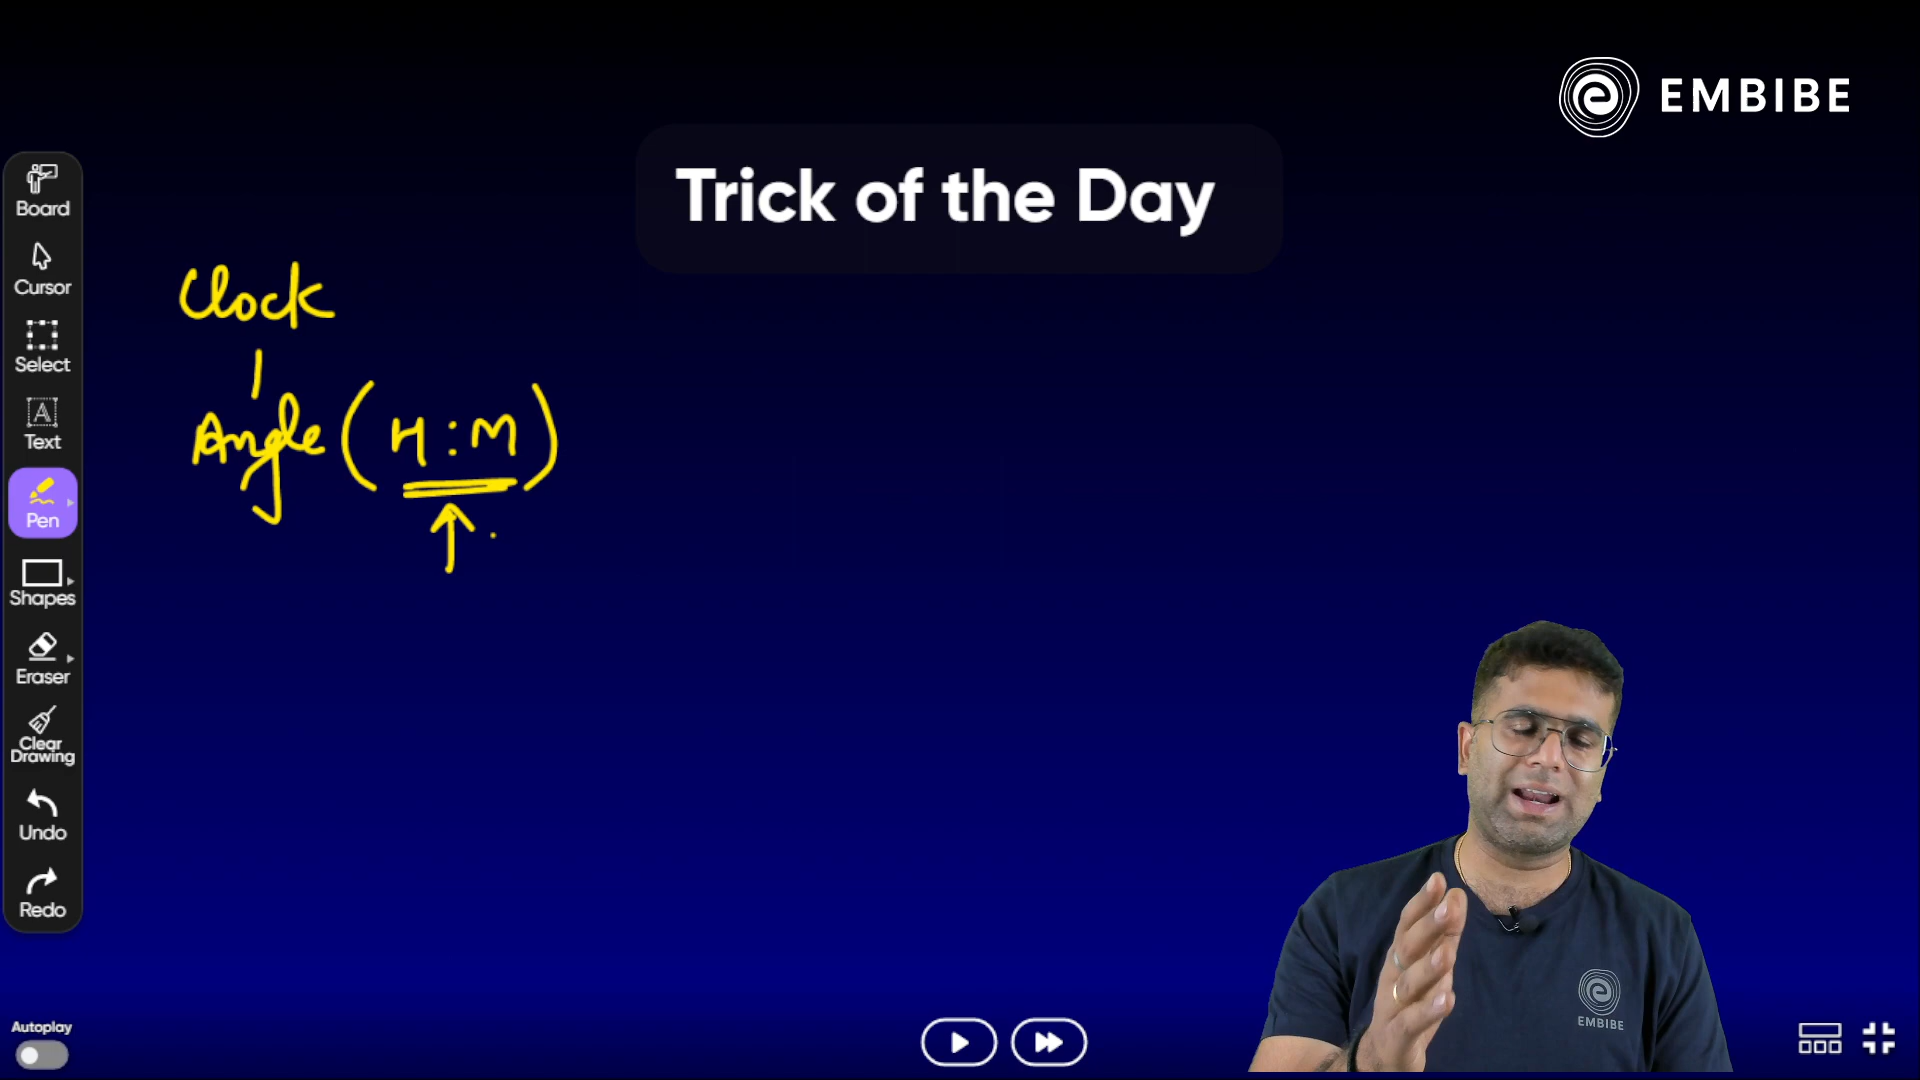 EMBIBE
Trick of the Day
Board
Cursor
Select
Text
Pen
Shapes
Eraser
Clear
Drawing
Undo
Redo
Autoplay
Clock
Angle (H:M)
EMBIBE